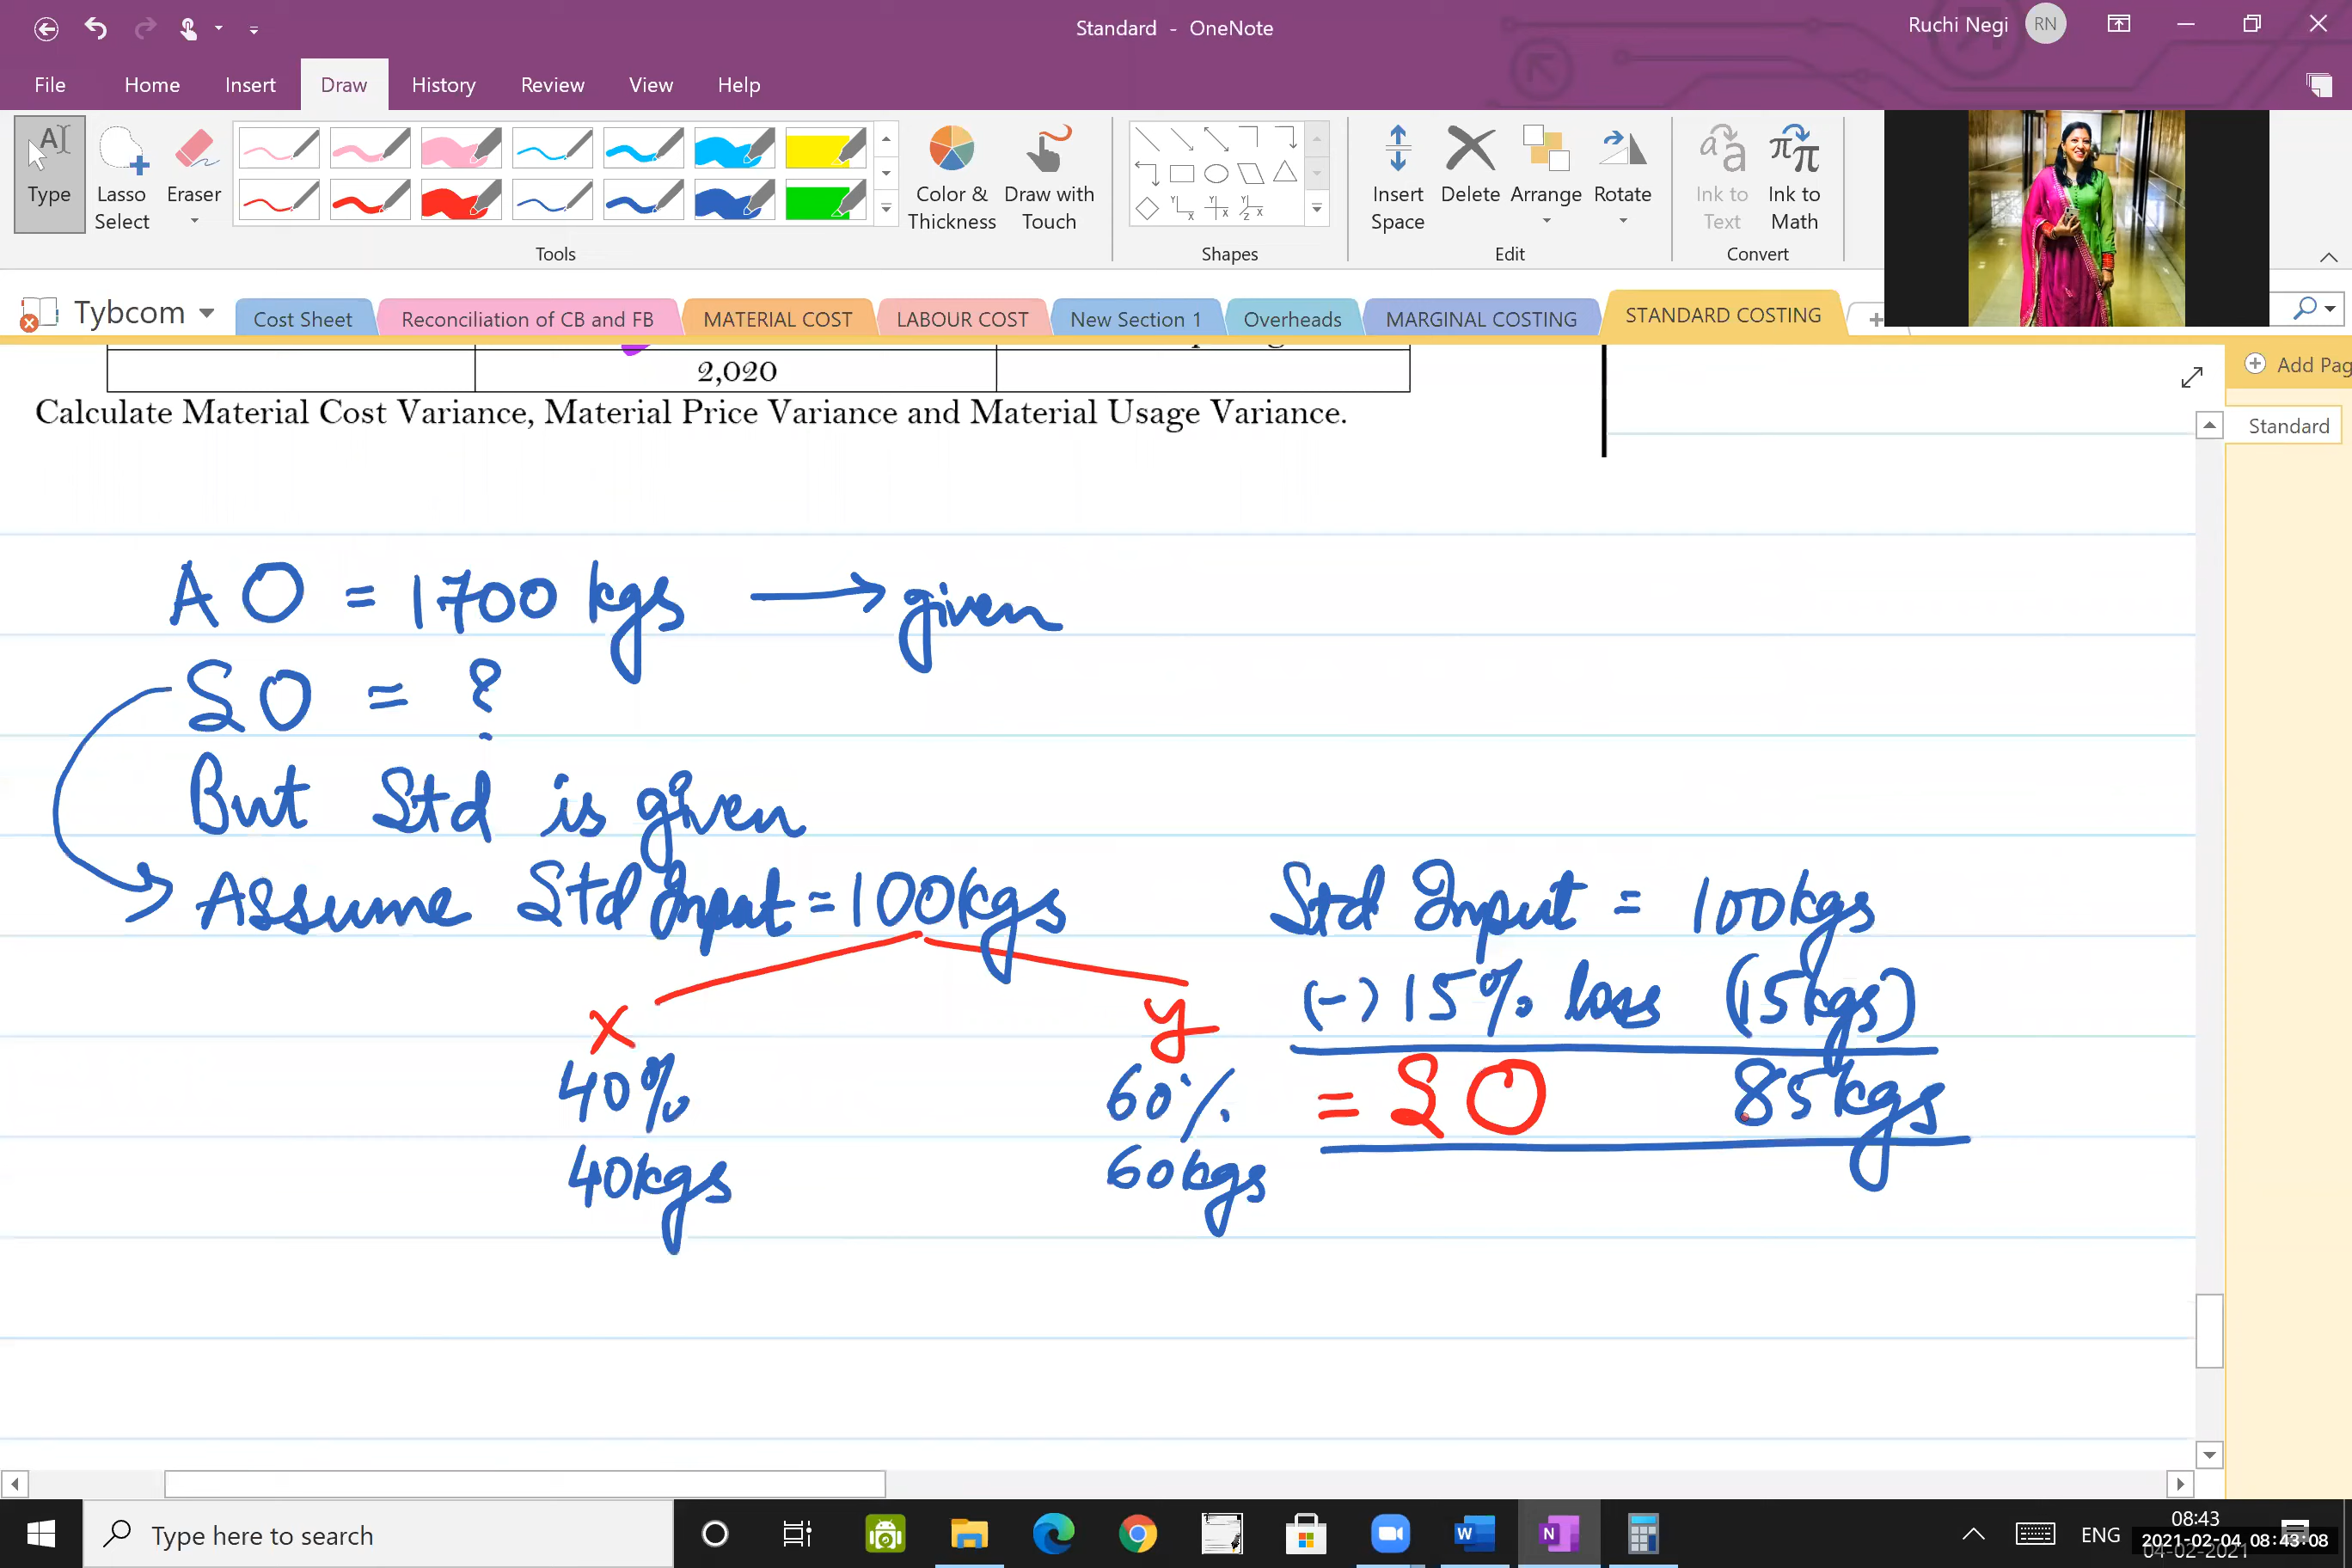 Standard - OneNote
Ruchi Negi RN
File Home Insert Draw History Review View Help
Type
Lasso Select
Eraser
Color & Thickness
Draw with Touch
Insert Space
Delete
Arrange
Rotate
Ink to Text
Ink to Math
Tools
Shapes
Edit
Convert
Tybcom
Cost Sheet
Reconciliation of CB and FB
MATERIAL COST
LABOUR COST
New Section 1
Overheads
MARGINAL COSTING
STANDARD COSTING
Add Pag
Standard
2,020
Calculate Material Cost Variance, Material Price Variance and Material Usage Variance.
AO = 1700 kgs → given
SO = ?
But Std is given
Assume Std Input = 100kgs
x y
40% 60%
40kgs 60kgs
Std Input = 100kgs
(-) 15% loss (15kgs)
= SO 85kgs
Type here to search
ENG
08:43
2021-02-04 08:43:08
04-02-2021